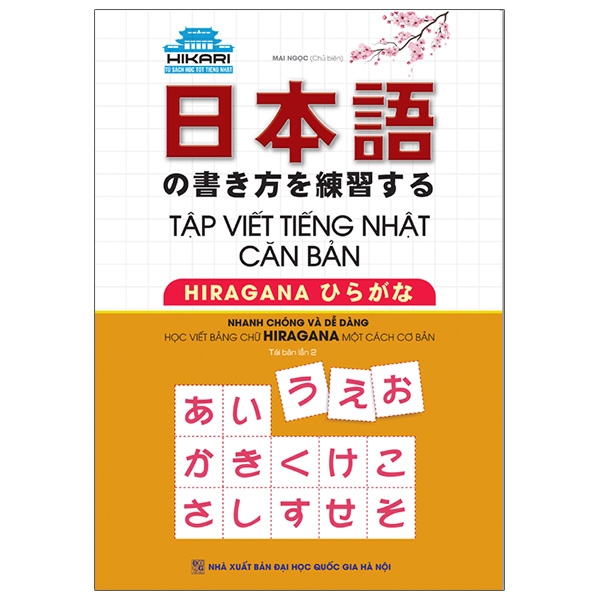 HIKARI
TỦ SÁCH HỌC TỐT TIẾNG NHẬT
MAI NGỌC (Chủ biên)
日本語
の書き方を練習する
TẬP VIẾT TIẾNG NHẬT
CĂN BẢN
HIRAGANA ひらがな
NHANH CHÓNG VÀ DỄ DÀNG
HỌC VIẾT BẢNG CHỮ HIRAGANA MỘT CÁCH CƠ BẢN
Tái bản lần 2
あいうえお
かきくけこ
さしすせそ
NHÀ XUẤT BẢN ĐẠI HỌC QUỐC GIA HÀ NỘI